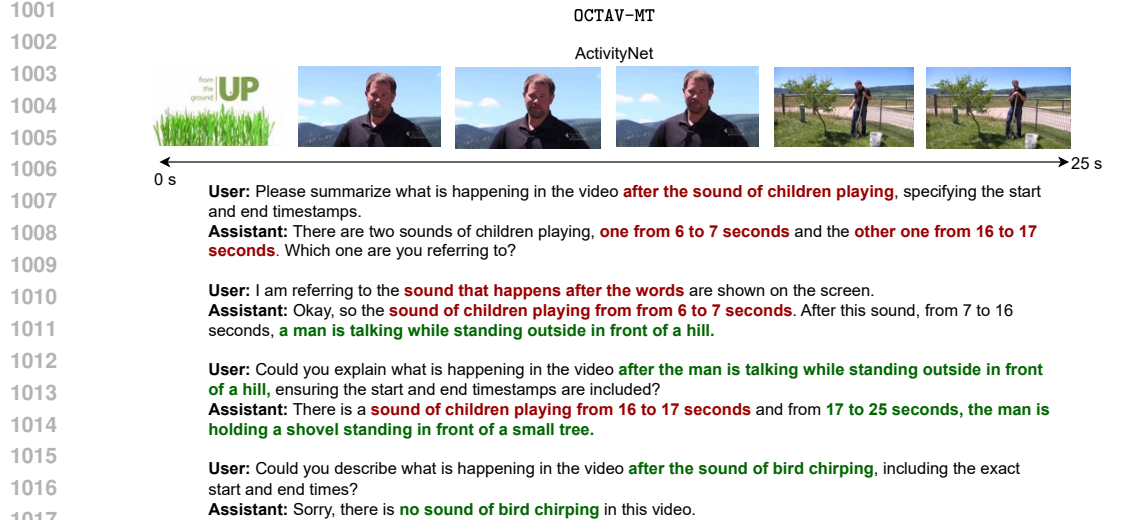 1001
OCTAV-MT
1002
ActivityNet
1003
from
the
ground
UP
1004
1005
1006
0 s
25 s
1007
User: Please summarize what is happening in the video after the sound of children playing, specifying the start
and end timestamps.
1008
Assistant: There are two sounds of children playing, one from 6 to 7 seconds and the other one from 16 to 17
1009
seconds. Which one are you referring to?
1010
User: I am referring to the sound that happens after the words are shown on the screen.
1011
Assistant: Okay, so the sound of children playing from from 6 to 7 seconds. After this sound, from 7 to 16
seconds, a man is talking while standing outside in front of a hill.
1012
User: Could you explain what is happening in the video after the man is talking while standing outside in front
1013
of a hill, ensuring the start and end timestamps are included?
1014
Assistant: There is a sound of children playing from 16 to 17 seconds and from 17 to 25 seconds, the man is
holding a shovel standing in front of a small tree.
1015
User: Could you describe what is happening in the video after the sound of bird chirping, including the exact
1016
start and end times?
1017
Assistant: Sorry, there is no sound of bird chirping in this video.